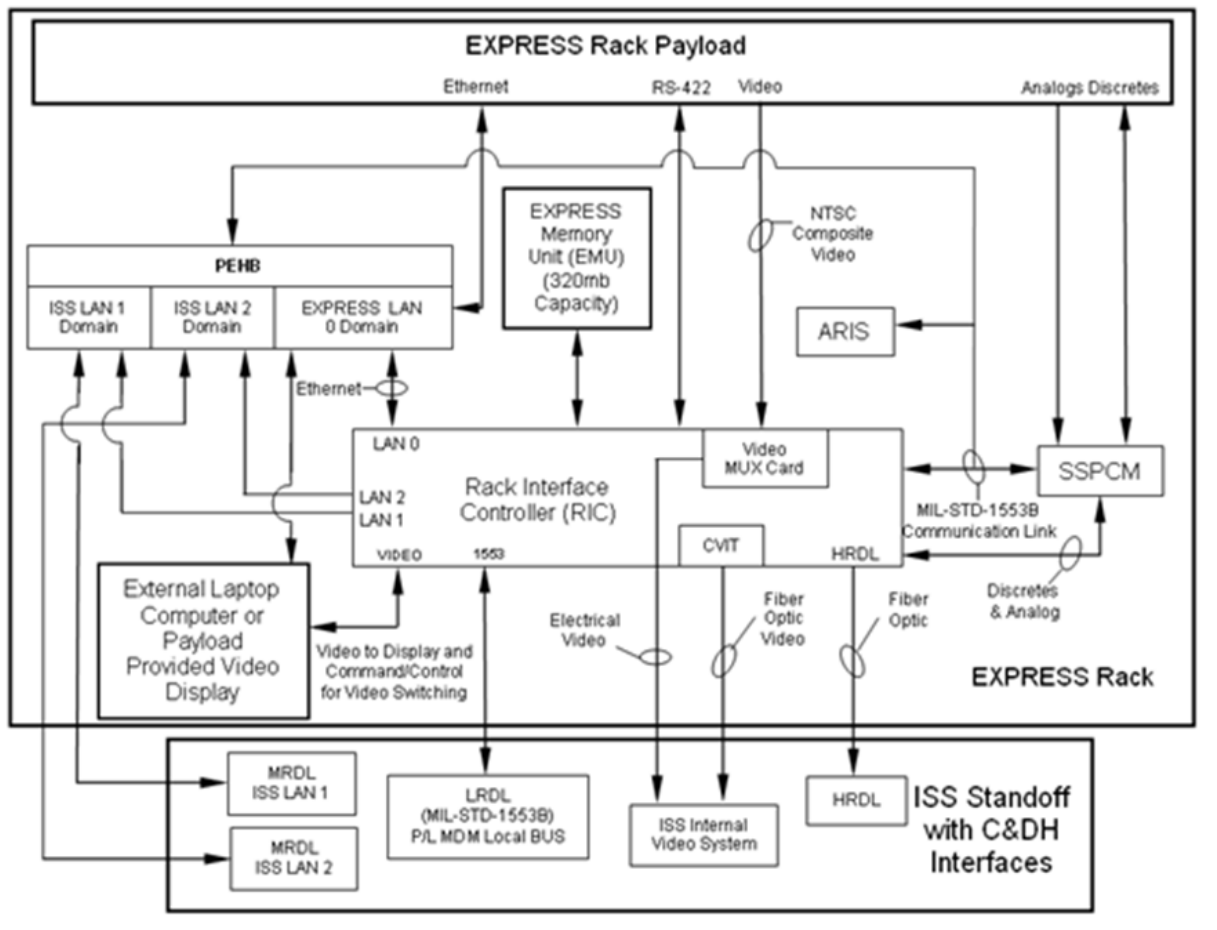 EXPRESS Rack Payload
Ethernet
RS-422
Video
Analogs Discretes
EXPRESS
Memory
Unit (EMU)
(320mb
Capacity)
NTSC
Composite
Video
PEHB
ISS LAN 1
Domain
ISS LAN 2
Domain
EXPRESS LAN
0 Domain
ARIS
Ethernet
LAN 0
LAN 2
LAN 1
VIDEO
1553
Rack Interface
Controller (RIC)
Video
MUX Card
CVIT
HRDL
SSPCM
MIL-STD-1553B
Communication Link
Discretes
& Analog
External Laptop
Computer or
Payload
Provided Video
Display
Video to Display and
Command/Control
for Video Switching
Electrical
Video
Fiber
Optic
Video
Fiber
Optic
EXPRESS Rack
MRDL
ISS LAN 1
MRDL
ISS LAN 2
LRDL
(MIL-STD-1553B)
P/L MDM Local BUS
ISS Internal
Video System
HRDL
ISS Standoff
with C&DH
Interfaces